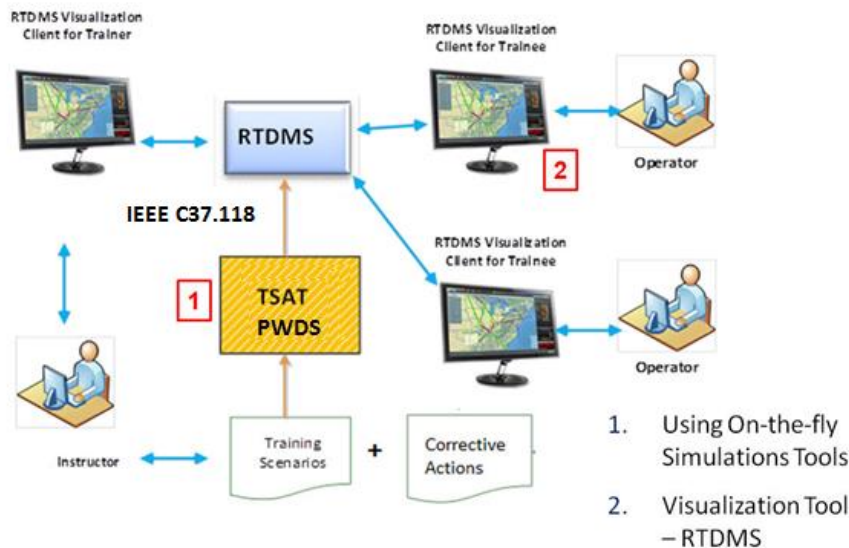 RTDMS Visualization
Client for Trainer
RTDMS Visualization
Client for Trainee
RTDMS
Operator
2
IEEE C37.118
RTDMS Visualization
Client for Trainee
1
TSAT
PWDS
Operator
Instructor
Training
Scenarios
+
Corrective
Actions
1. Using On-the-fly
Simulations Tools
2. Visualization Tool
– RTDMS